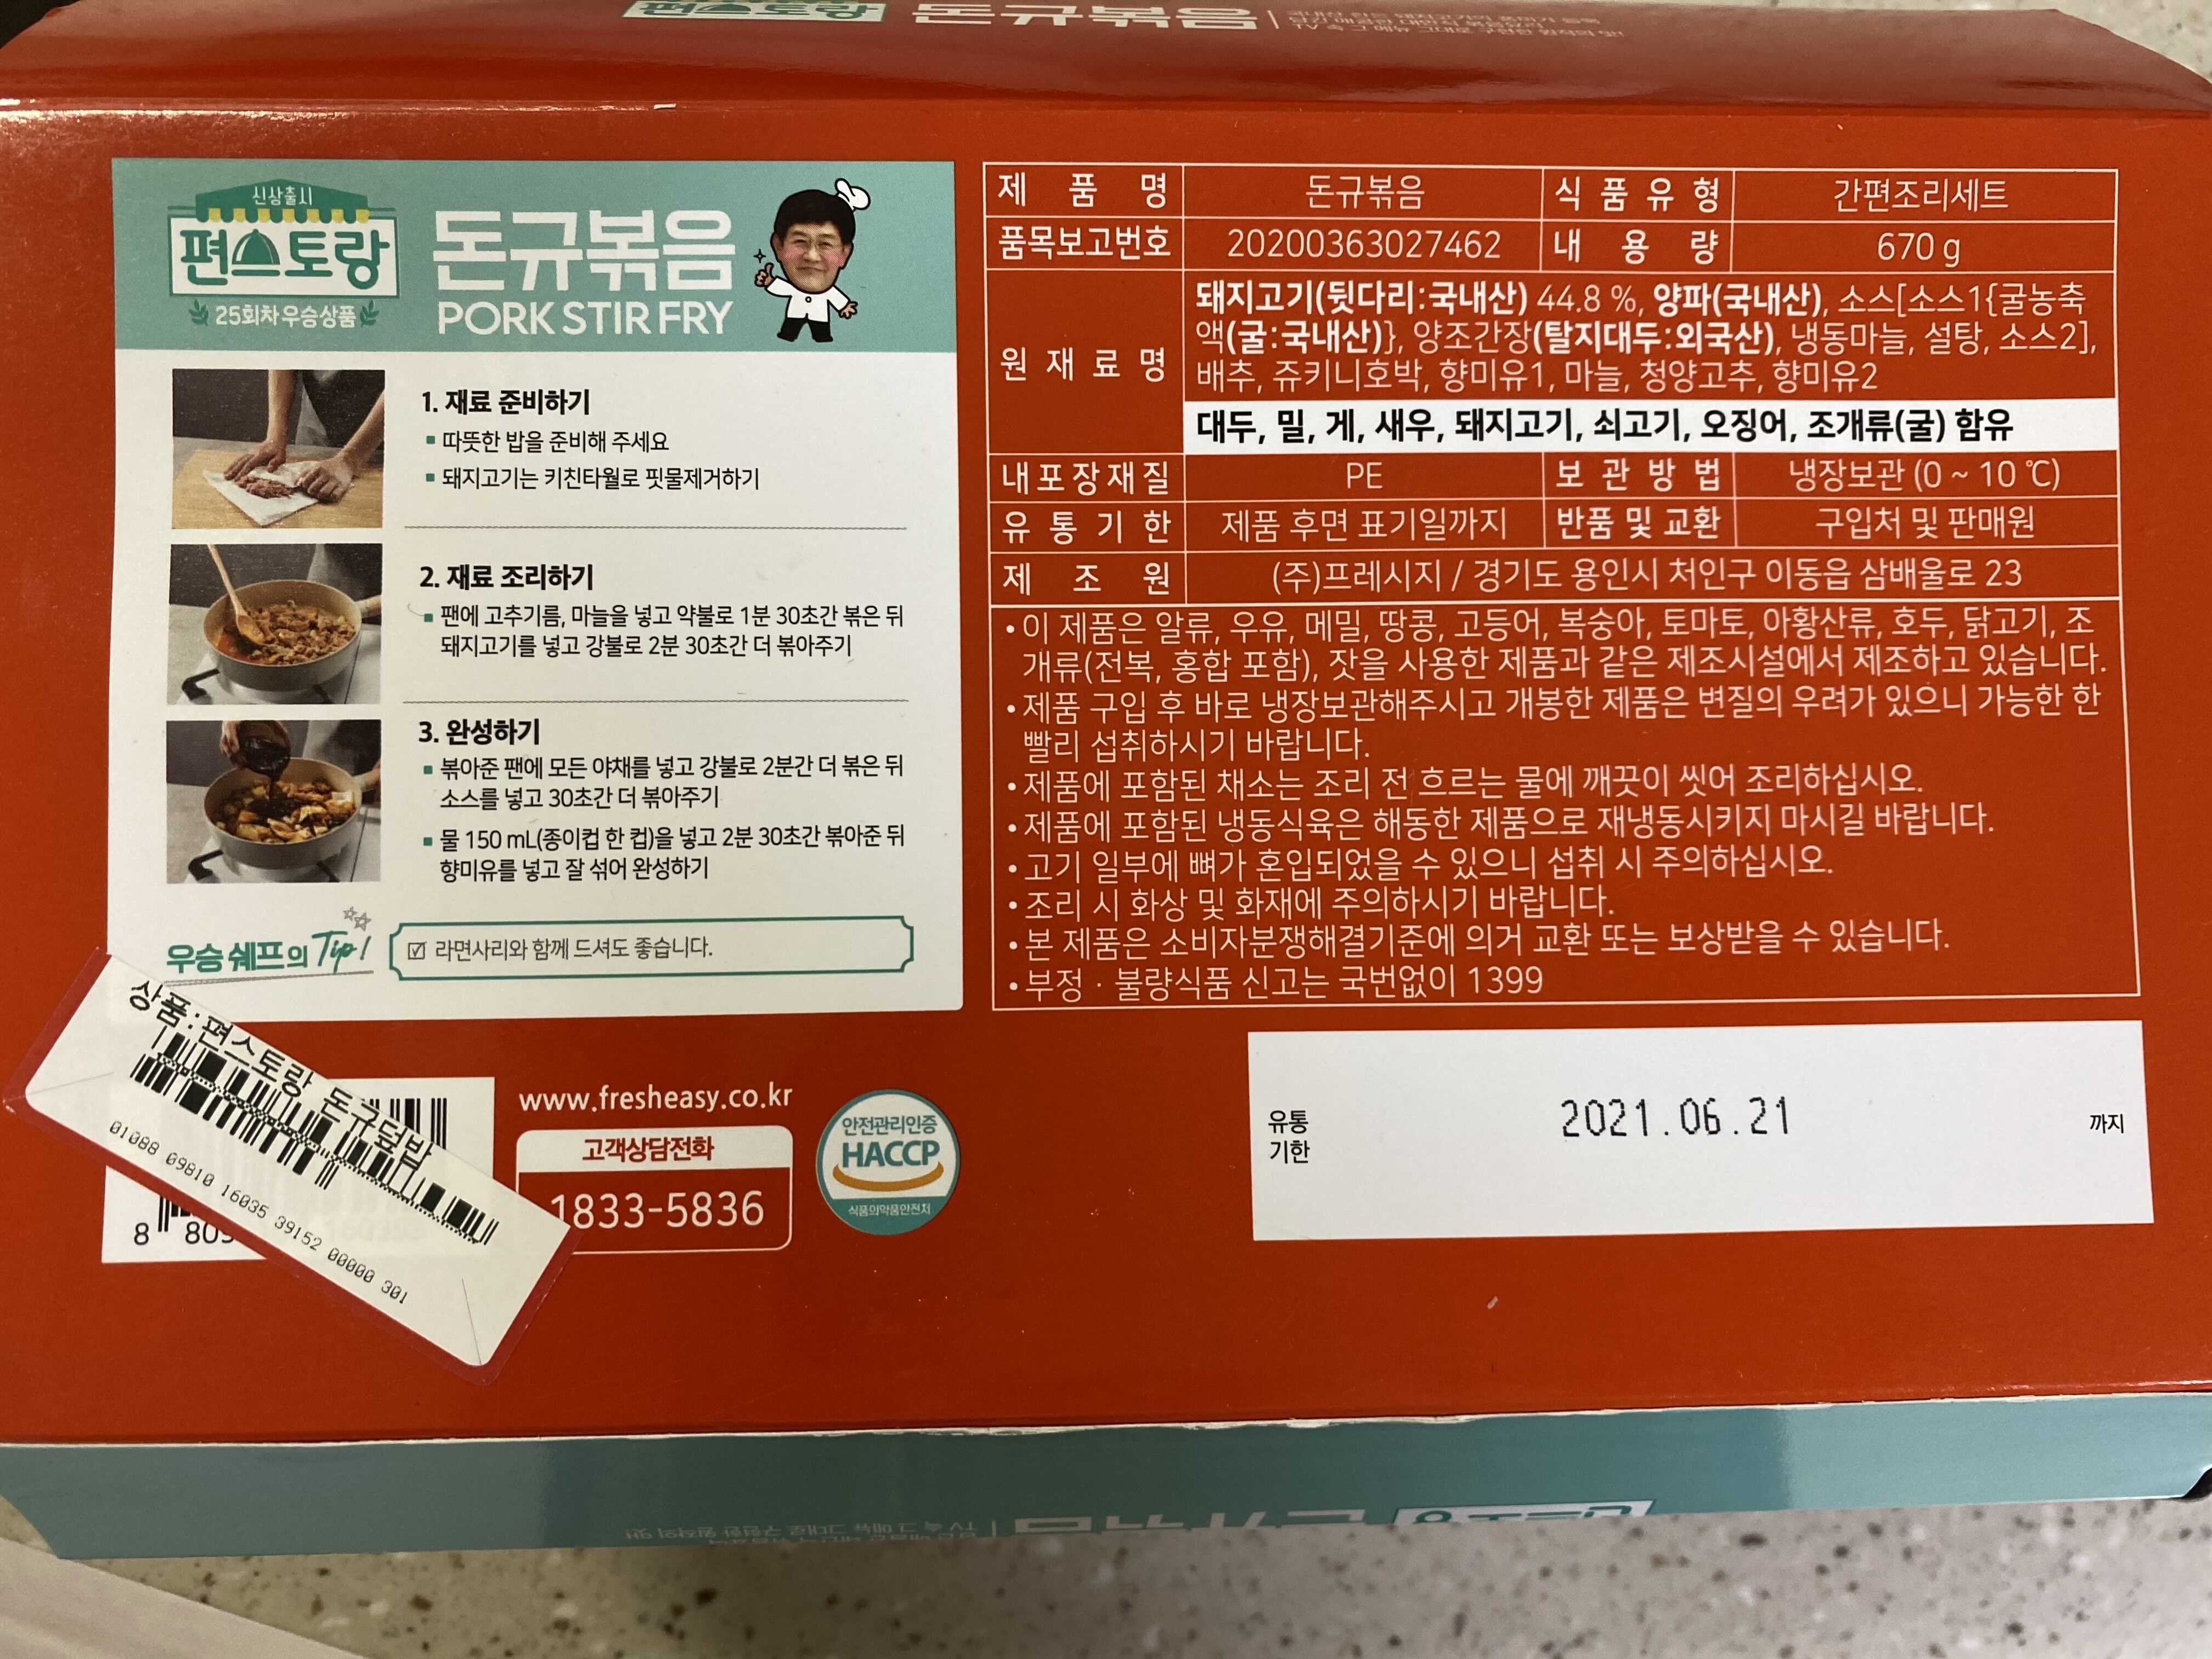 편스토랑 돈규볶음
신상출시
편스토랑
25회차 우승상품
돈규볶음
PORK STIR FRY
1. 재료 준비하기
▪ 따뜻한 밥을 준비해 주세요
▪ 돼지고기는 키친타월로 핏물제거하기
2. 재료 조리하기
▪ 팬에 고추기름, 마늘을 넣고 약불로 1분 30초간 볶은 뒤
돼지고기를 넣고 강불로 2분 30초간 더 볶아주기
3. 완성하기
▪ 볶아준 팬에 모든 야채를 넣고 강불로 2분간 더 볶은 뒤
소스를 넣고 30초간 더 볶아주기
▪ 물 150 mL(종이컵 한 컵)을 넣고 2분 30초간 볶아준 뒤
향미유를 넣고 잘 섞어 완성하기
우승 쉐프의 Tip!
☑ 라면사리와 함께 드셔도 좋습니다.
제품명 돈규볶음 식품유형 간편조리세트
품목보고번호 20200363027462 내용량 670 g
원재료명
돼지고기(뒷다리:국내산) 44.8 %, 양파(국내산), 소스[소스1{굴농축
액(굴:국내산)}, 양조간장(탈지대두:외국산), 냉동마늘, 설탕, 소스2],
배추, 쥬키니호박, 향미유1, 마늘, 청양고추, 향미유2
대두, 밀, 게, 새우, 돼지고기, 쇠고기, 오징어, 조개류(굴) 함유
내포장재질 PE 보관방법 냉장보관 (0 ~ 10 ℃)
유통기한 제품 후면 표기일까지 반품 및 교환 구입처 및 판매원
제조원 (주)프레시지 / 경기도 용인시 처인구 이동읍 삼배울로 23
• 이 제품은 알류, 우유, 메밀, 땅콩, 고등어, 복숭아, 토마토, 아황산류, 호두, 닭고기, 조
개류(전복, 홍합 포함), 잣을 사용한 제품과 같은 제조시설에서 제조하고 있습니다.
• 제품 구입 후 바로 냉장보관해주시고 개봉한 제품은 변질의 우려가 있으니 가능한 한
빨리 섭취하시기 바랍니다.
• 제품에 포함된 채소는 조리 전 흐르는 물에 깨끗이 씻어 조리하십시오.
• 제품에 포함된 냉동식육은 해동한 제품으로 재냉동시키지 마시길 바랍니다.
• 고기 일부에 뼈가 혼입되었을 수 있으니 섭취 시 주의하십시오.
• 조리 시 화상 및 화재에 주의하시기 바랍니다.
• 본 제품은 소비자분쟁해결기준에 의거 교환 또는 보상받을 수 있습니다.
• 부정 · 불량식품 신고는 국번없이 1399
상품:편스토랑 돈규덮밥
01088 09810 16035 39152 00000 301
8 809
www.fresheasy.co.kr
고객상담전화
1833-5836
안전관리인증
HACCP
식품의약품안전처
유통
기한
2021.06.21
까지